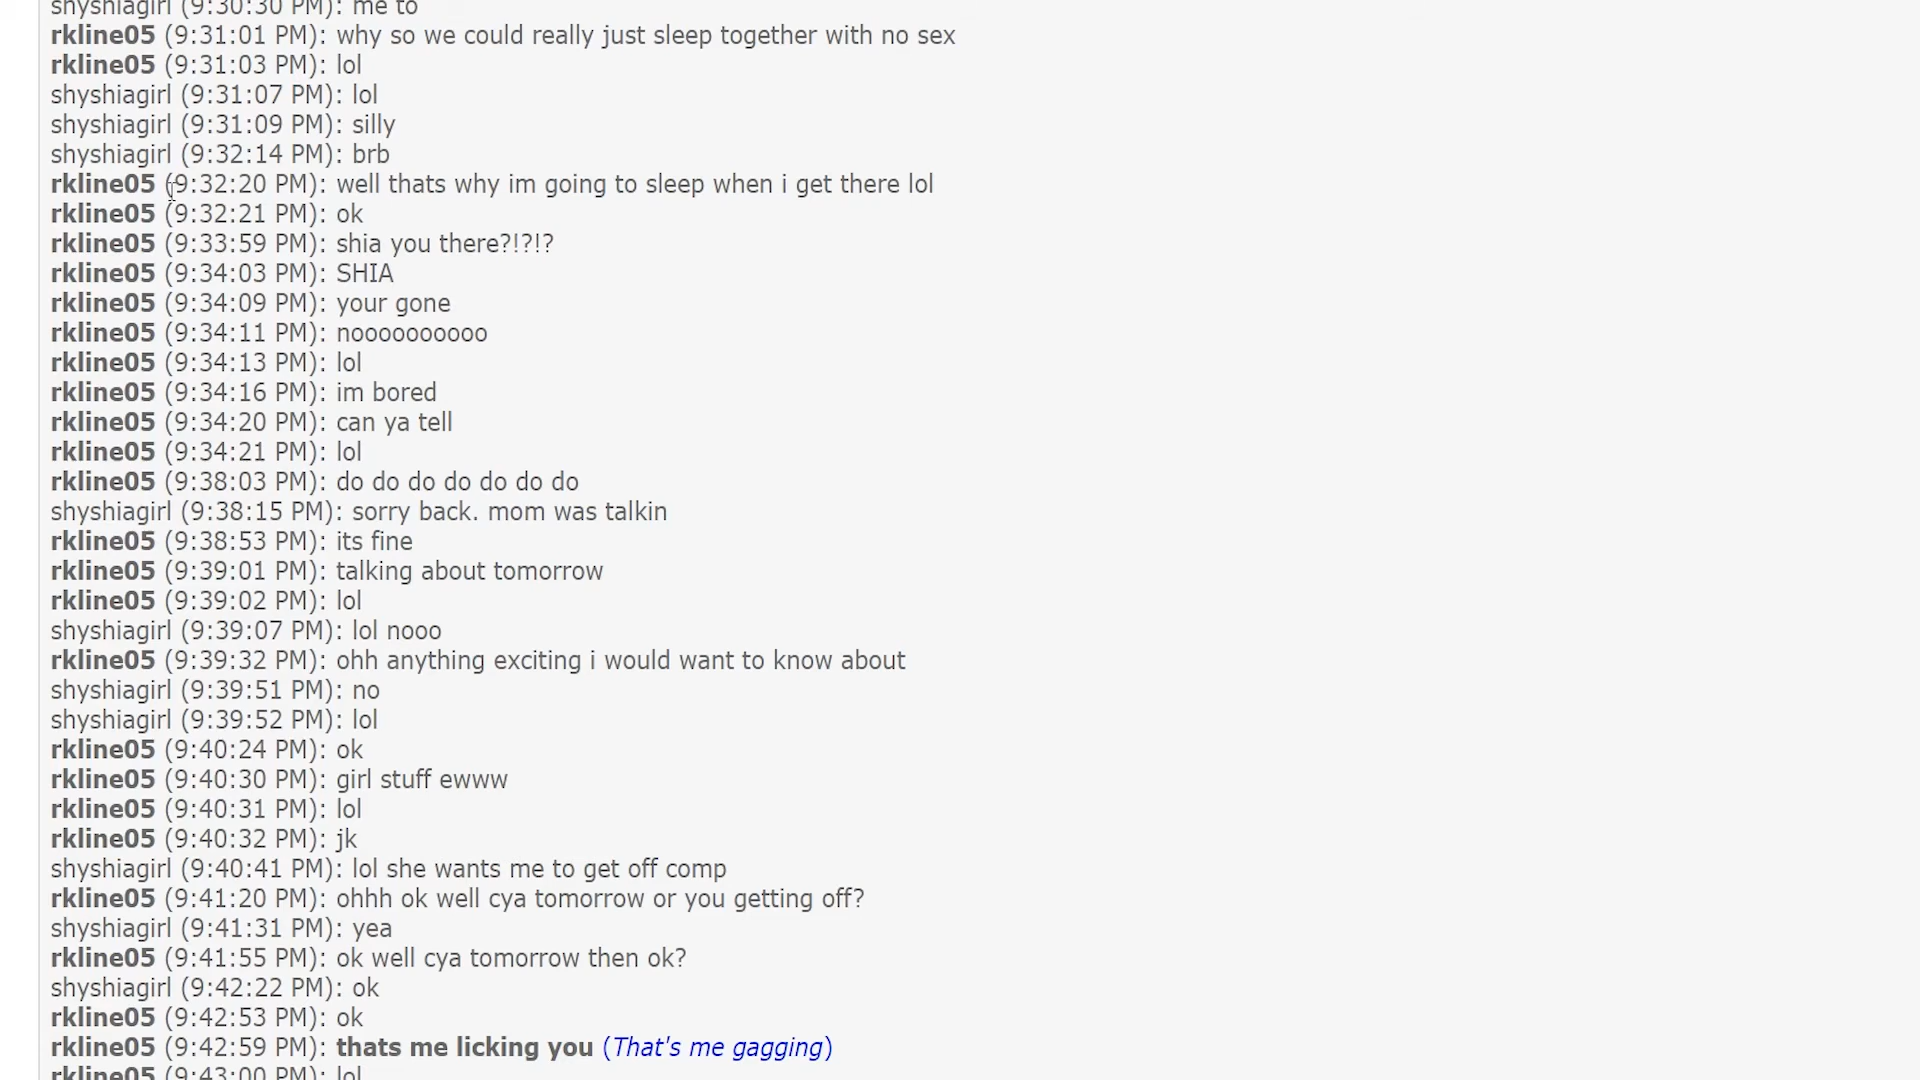 shyshiagirl (9:30:30 PM): me to
rkline05 (9:31:01 PM): why so we could really just sleep together with no sex
rkline05 (9:31:03 PM): lol
shyshiagirl (9:31:07 PM): lol
shyshiagirl (9:31:09 PM): silly
shyshiagirl (9:32:14 PM): brb
rkline05 (9:32:20 PM): well thats why im going to sleep when i get there lol
rkline05 (9:32:21 PM): ok
rkline05 (9:33:59 PM): shia you there?!?!?
rkline05 (9:34:03 PM): SHIA
rkline05 (9:34:09 PM): your gone
rkline05 (9:34:11 PM): noooooooooo
rkline05 (9:34:13 PM): lol
rkline05 (9:34:16 PM): im bored
rkline05 (9:34:20 PM): can ya tell
rkline05 (9:34:21 PM): lol
rkline05 (9:38:03 PM): do do do do do do do
shyshiagirl (9:38:15 PM): sorry back. mom was talkin
rkline05 (9:38:53 PM): its fine
rkline05 (9:39:01 PM): talking about tomorrow
rkline05 (9:39:02 PM): lol
shyshiagirl (9:39:07 PM): lol nooo
rkline05 (9:39:32 PM): ohh anything exciting i would want to know about
shyshiagirl (9:39:51 PM): no
shyshiagirl (9:39:52 PM): lol
rkline05 (9:40:24 PM): ok
rkline05 (9:40:30 PM): girl stuff ewww
rkline05 (9:40:31 PM): lol
rkline05 (9:40:32 PM): jk
shyshiagirl (9:40:41 PM): lol she wants me to get off comp
rkline05 (9:41:20 PM): ohhh ok well cya tomorrow or you getting off?
shyshiagirl (9:41:31 PM): yea
rkline05 (9:41:55 PM): ok well cya tomorrow then ok?
shyshiagirl (9:42:22 PM): ok
rkline05 (9:42:53 PM): ok
rkline05 (9:42:59 PM): thats me licking you (That's me gagging)
rkline05 (9:43:00 PM): lol